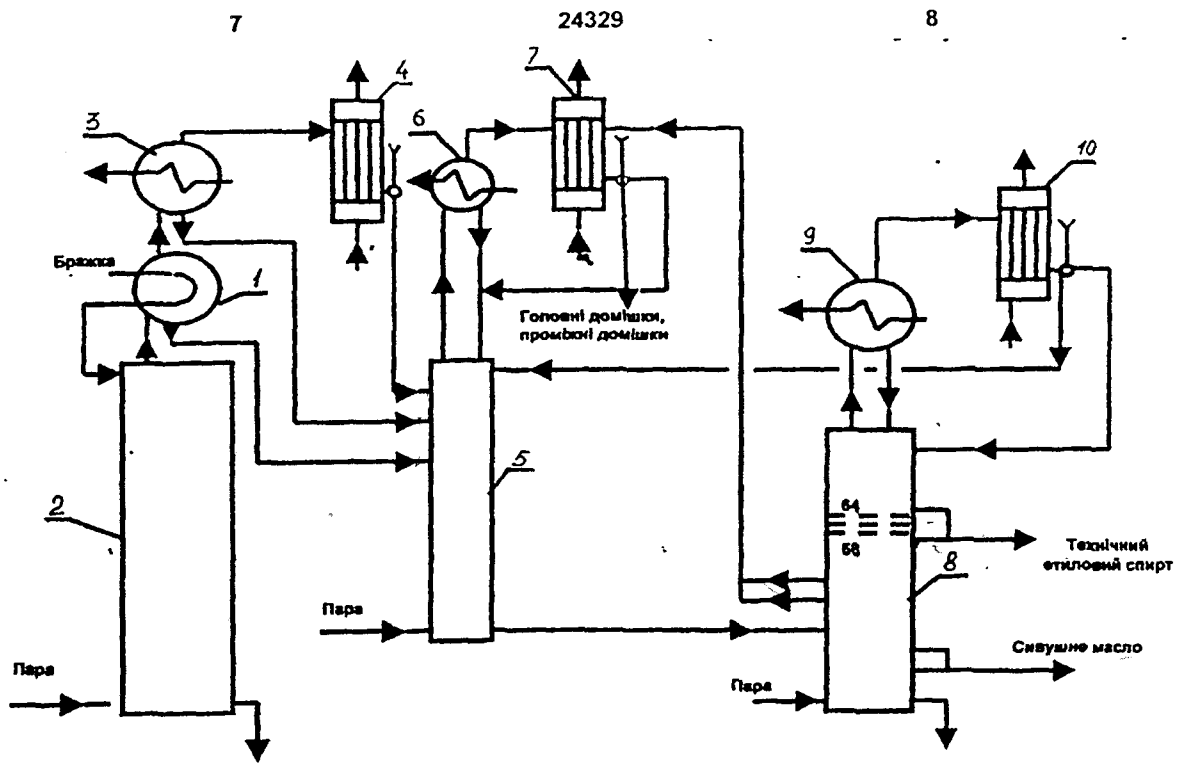 7
24329
8
4
7
3
6
10
9
Бражка
1
Головні домішки,
проміжні домішки
2
5
64
58
Технічний
етиловий спирт
8
Пара
Сивушне масло
Пара
Пара